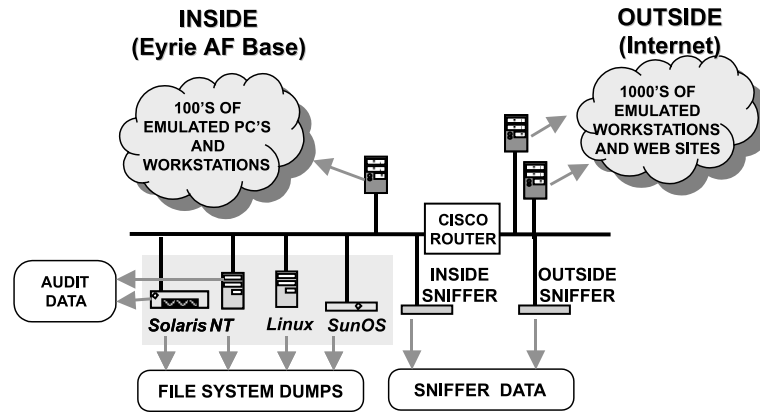 INSIDE
(Eyrie AF Base)
OUTSIDE
(Internet)
100'S OF
EMULATED PC'S
AND
WORKSTATIONS
1000'S OF
EMULATED
WORKSTATIONS
AND WEB SITES
CISCO
ROUTER
AUDIT
DATA
INSIDE
SNIFFER
OUTSIDE
SNIFFER
Solaris NT Linux SunOS
FILE SYSTEM DUMPS
SNIFFER DATA